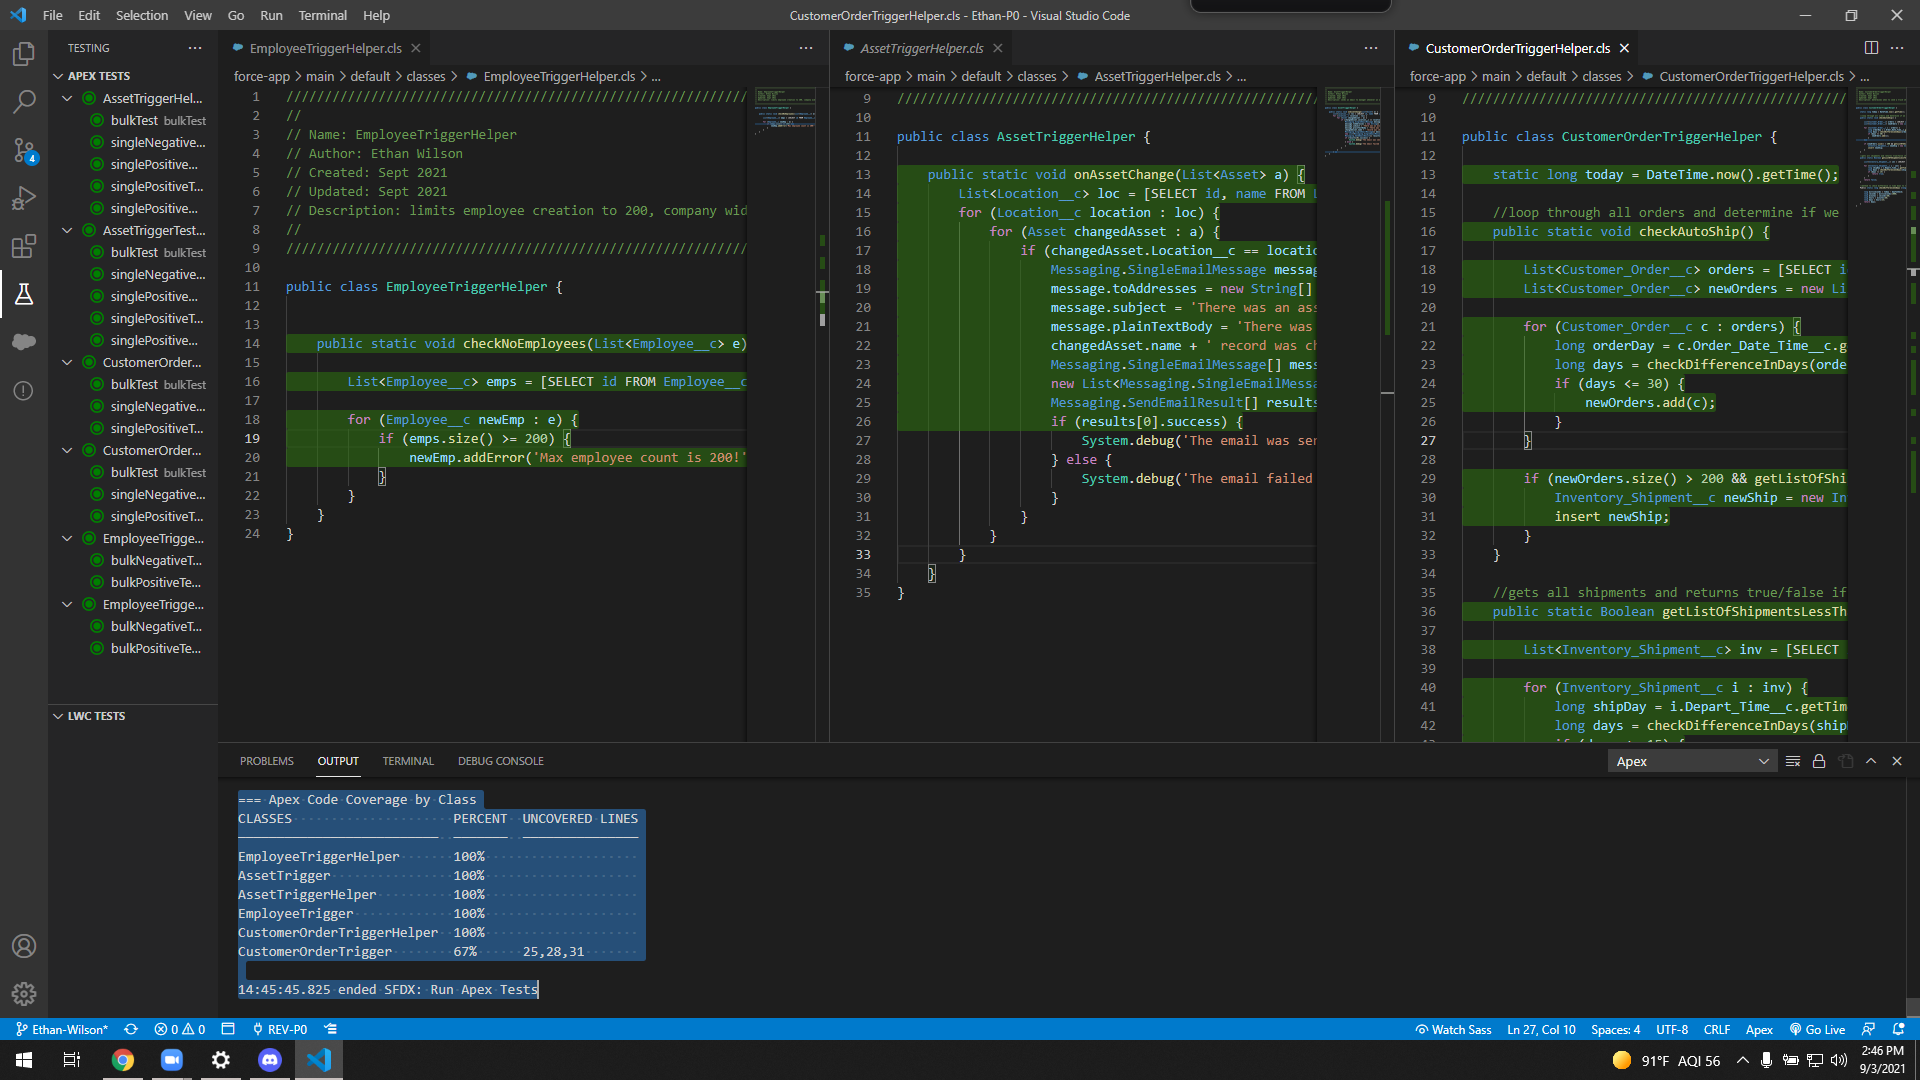 File Edit Selection View Go Run Terminal Help
CustomerOrderTriggerHelper.cls - Ethan-P0 - Visual Studio Code
TESTING
APEX TESTS
AssetTriggerHel...
bulkTest bulkTest
singleNegative...
singlePositive...
singlePositiveT...
singlePositive...
AssetTriggerTest...
bulkTest bulkTest
singleNegative...
singlePositive...
singlePositiveT...
singlePositive...
CustomerOrder...
bulkTest bulkTest
singleNegative...
singlePositiveT...
CustomerOrder...
bulkTest bulkTest
singleNegative...
singlePositiveT...
EmployeeTrigge...
bulkNegativeT...
bulkPositiveTe...
EmployeeTrigge...
bulkNegativeT...
bulkPositiveTe...
LWC TESTS
4
EmployeeTriggerHelper.cls
force-app > main > default > classes > EmployeeTriggerHelper.cls > ...
1 ////////////////////////////////////////////////////////////
2 //
3 // Name: EmployeeTriggerHelper
4 // Author: Ethan Wilson
5 // Created: Sept 2021
6 // Updated: Sept 2021
7 // Description: limits employee creation to 200, company wid
8 //
9 ////////////////////////////////////////////////////////////
10
11 public class EmployeeTriggerHelper {
12
13
14 public static void checkNoEmployees(List<Employee__c> e)
15
16 List<Employee__c> emps = [SELECT id FROM Employee__c
17
18 for (Employee__c newEmp : e) {
19 if (emps.size() >= 200) {
20 newEmp.addError('Max employee count is 200!'
21 }
22 }
23 }
24 }
AssetTriggerHelper.cls
force-app > main > default > classes > AssetTriggerHelper.cls > ...
9 //////////////////////////////////////////////////////
10
11 public class AssetTriggerHelper {
12
13 public static void onAssetChange(List<Asset> a) {
14 List<Location__c> loc = [SELECT id, name FROM L
15 for (Location__c location : loc) {
16 for (Asset changedAsset : a) {
17 if (changedAsset.Location__c == locatio
18 Messaging.SingleEmailMessage messag
19 message.toAddresses = new String[]
20 message.subject = 'There was an ass
21 message.plainTextBody = 'There was
22 changedAsset.name + ' record was ch
23 Messaging.SingleEmailMessage[] mess
24 new List<Messaging.SingleEmailMess
25 Messaging.SendEmailResult[] results
26 if (results[0].success) {
27 System.debug('The email was sen
28 } else {
29 System.debug('The email failed
30 }
31 }
32 }
33 }
34 }
35 }
CustomerOrderTriggerHelper.cls
force-app > main > default > classes > CustomerOrderTriggerHelper.cls > ...
9 //////////////////////////////////////////////////
10
11 public class CustomerOrderTriggerHelper {
12
13 static long today = DateTime.now().getTime();
14
15 //loop through all orders and determine if we
16 public static void checkAutoShip() {
17
18 List<Customer_Order__c> orders = [SELECT i
19 List<Customer_Order__c> newOrders = new Li
20
21 for (Customer_Order__c c : orders) {
22 long orderDay = c.Order_Date_Time__c.g
23 long days = checkDifferenceInDays(orde
24 if (days <= 30) {
25 newOrders.add(c);
26 }
27 }
28
29 if (newOrders.size() > 200 && getListOfShi
30 Inventory_Shipment__c newShip = new In
31 insert newShip;
32 }
33 }
34
35 //gets all shipments and returns true/false if
36 public static Boolean getListOfShipmentsLessTh
37
38 List<Inventory_Shipment__c> inv = [SELECT
39
40 for (Inventory_Shipment__c i : inv) {
41 long shipDay = i.Depart_Time__c.getTim
42 long days = checkDifferenceInDays(ship
PROBLEMS OUTPUT TERMINAL DEBUG CONSOLE
Apex
=== Apex Code Coverage by Class
CLASSES PERCENT UNCOVERED LINES
EmployeeTriggerHelper 100%
AssetTrigger 100%
AssetTriggerHelper 100%
EmployeeTrigger 100%
CustomerOrderTriggerHelper 100%
CustomerOrderTrigger 67% 25,28,31
14:45:45.825 ended SFDX: Run Apex Tests
Ethan-Wilson* 0 0 REV-P0
Watch Sass Ln 27, Col 10 Spaces: 4 UTF-8 CRLF Apex Go Live
91°F AQI 56
2:46 PM
9/3/2021